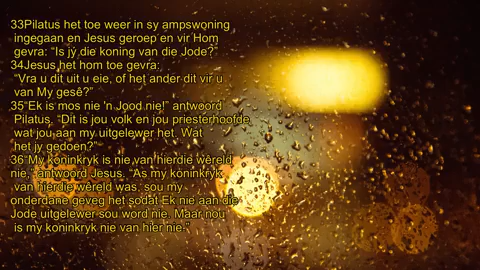 33Pilatus het toe weer in sy ampswoning
ingegaan en Jesus geroep en vir Hom
gevra: “Is jy die koning van die Jode?”
34Jesus het hom toe gevra:
“Vra u dit uit u eie, of het ander dit vir u
van My gesê?”
35“Ek is mos nie 'n Jood nie!” antwoord
Pilatus. “Dit is jou volk en jou priesterhoofde
wat jou aan my uitgelewer het. Wat
het jy gedoen?”
36“My koninkryk is nie van hierdie wêreld
nie,” antwoord Jesus. “As my koninkryk
van hierdie wêreld was, sou my
onderdane geveg het sodat Ek nie aan die
Jode uitgelewer sou word nie. Maar nou
is my koninkryk nie van hier nie.”